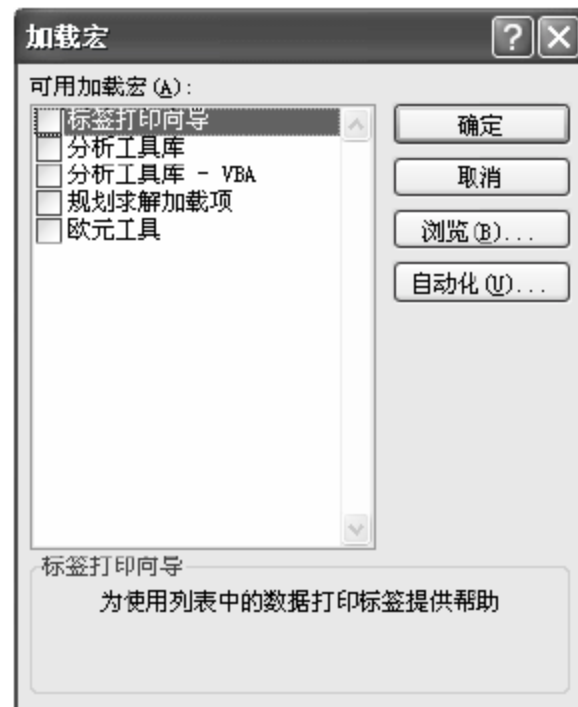 加载宏
可用加载宏(A):
标签打印向导
分析工具库
分析工具库 - VBA
规划求解加载项
欧元工具
确定
取消
浏览(B)...
自动化(U)...
标签打印向导
为使用列表中的数据打印标签提供帮助